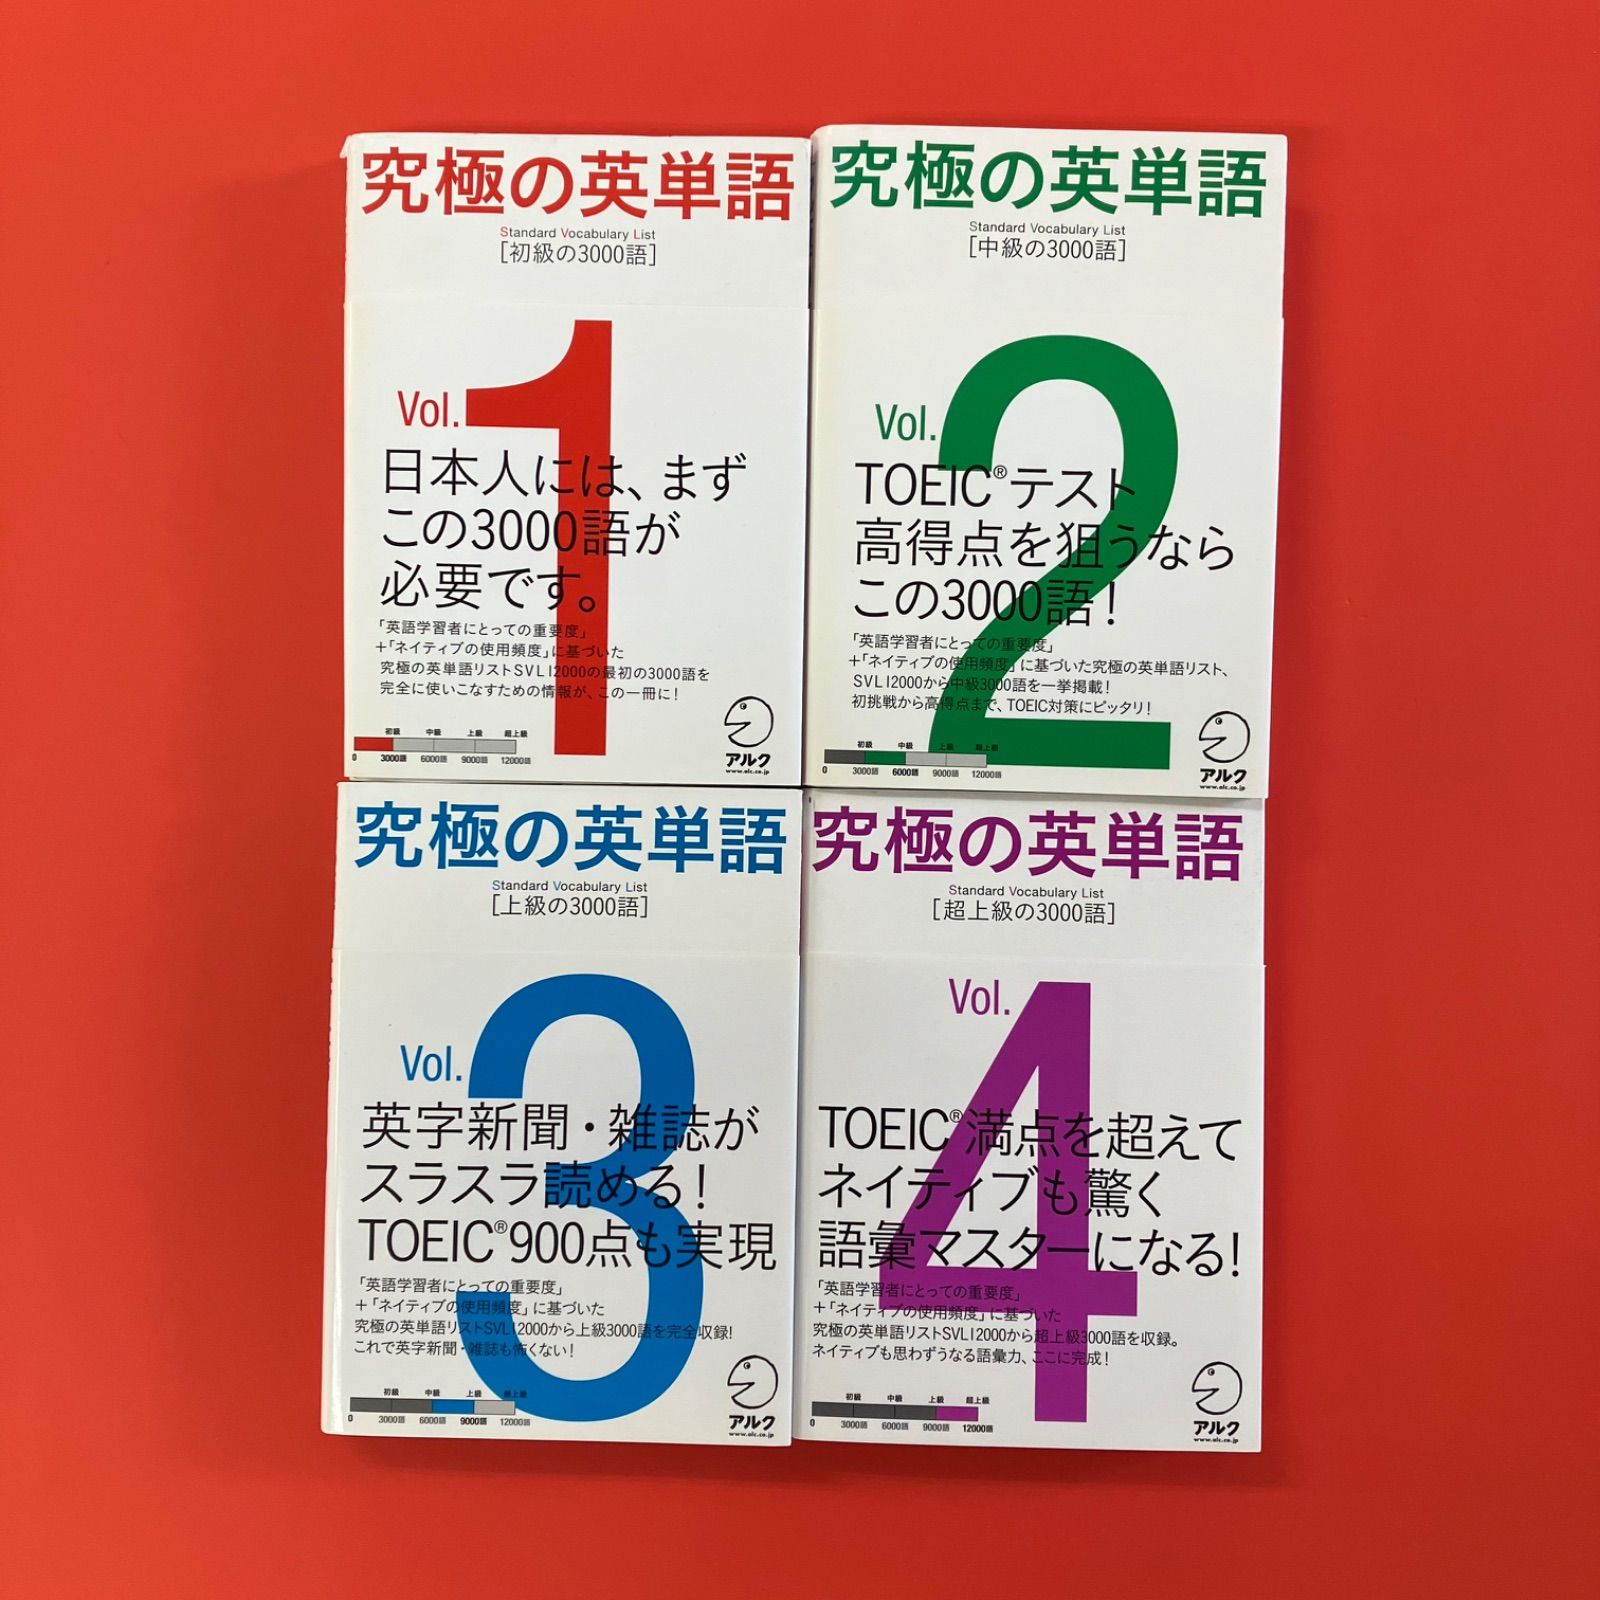 究極の英単語
Standard Vocabulary List
[初級の3000語]
Vol.1
日本人には、まず
この3000語が
必要です。
「英語学習者にとっての重要度」
+「ネイティブの使用頻度」に基づいた
究極の英単語リストSVL12000の最初の3000語を
完全に使いこなすための情報が、この一冊に!
初級 中級 上級 超上級
0 3000語 6000語 9000語 12000語
アルク
www.alc.co.jp
究極の英単語
Standard Vocabulary List
[中級の3000語]
Vol.2
TOEIC®テスト
高得点を狙うなら
この3000語!
「英語学習者にとっての重要度」
+「ネイティブの使用頻度」に基づいた究極の英単語リスト、
SVL12000から中級3000語を一挙掲載!
初挑戦から高得点まで、TOEIC対策にピッタリ!
初級 中級 上級 超上級
0 3000語 6000語 9000語 12000語
アルク
www.alc.co.jp
究極の英単語
Standard Vocabulary List
[上級の3000語]
Vol.3
英字新聞・雑誌が
スラスラ読める!
TOEIC®900点も実現
「英語学習者にとっての重要度」
+「ネイティブの使用頻度」に基づいた
究極の英単語リストSVL12000から上級3000語を完全収録!
これで英字新聞・雑誌も怖くない!
初級 中級 上級 超上級
0 3000語 6000語 9000語 12000語
アルク
www.alc.co.jp
究極の英単語
Standard Vocabulary List
[超上級の3000語]
Vol.4
TOEIC®満点を超えて
ネイティブも驚く
語彙マスターになる!
「英語学習者にとっての重要度」
+「ネイティブの使用頻度」に基づいた
究極の英単語リストSVL12000から超上級3000語を収録。
ネイティブも思わずうなる語彙力、ここに完成!
初級 中級 上級 超上級
0 3000語 6000語 9000語 12000語
アルク
www.alc.co.jp